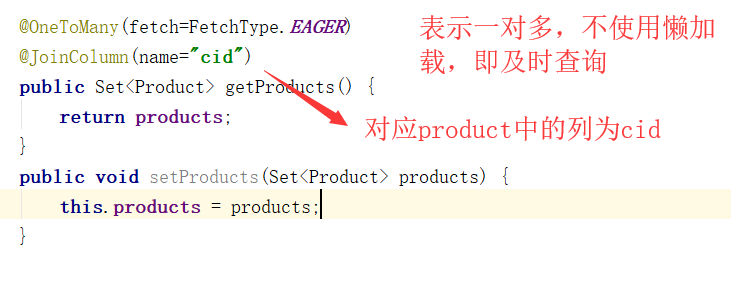 @OneToMany(fetch=FetchType.EAGER)
@JoinColumn(name="cid")
public Set<Product> getProducts() {
return products;
}
public void setProducts(Set<Product> products) {
this.products = products;
}
表示一对多，不使用懒加
载，即及时查询
对应product中的列为cid